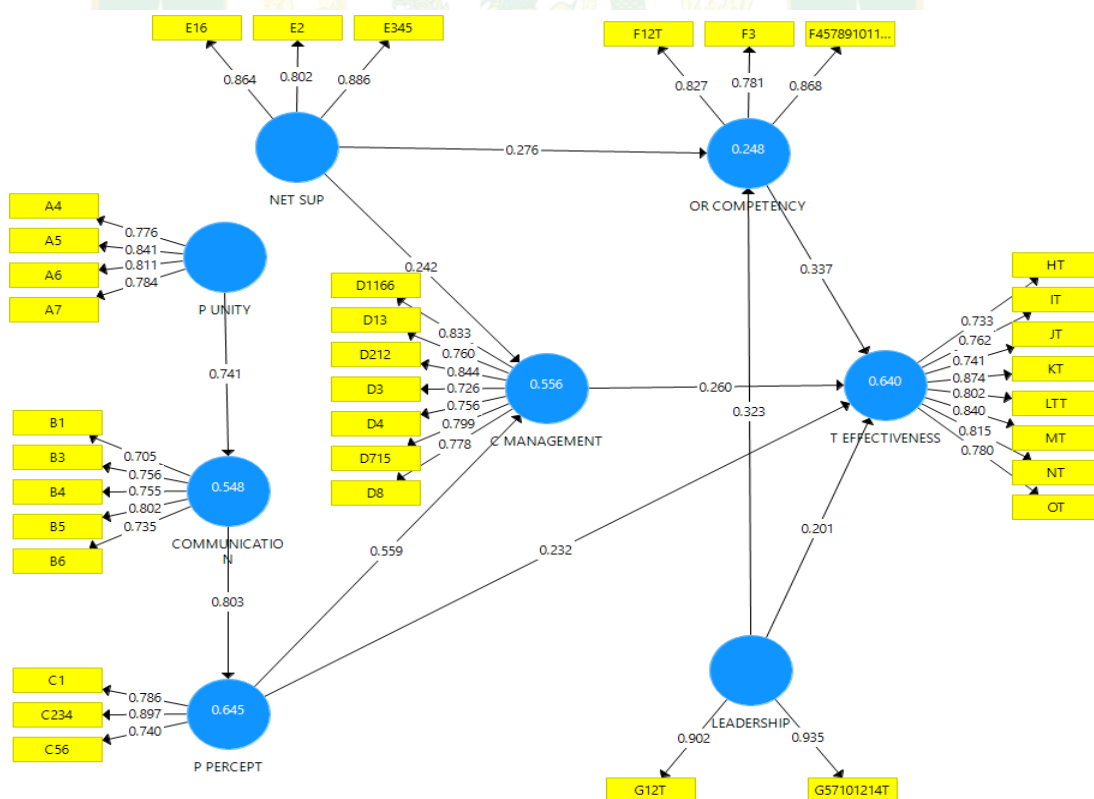 E16
E2
E345
F12T
F3
F457891011...
0.864
0.802
0.886
0.827
0.781
0.868
NET SUP
0.276
0.248
OR COMPETENCY
A4
A5
A6
A7
0.776
0.841
0.811
0.784
P UNITY
0.242
0.337
0.741
D1166
D13
D212
D3
D4
D715
D8
0.833
0.760
0.844
0.726
0.756
0.799
0.778
0.556
C MANAGEMENT
0.260
0.323
0.640
T EFFECTIVENESS
HT
IT
JT
KT
LTT
MT
NT
OT
0.733
0.762
0.741
0.874
0.802
0.840
0.815
0.780
B1
B3
B4
B5
B6
0.705
0.756
0.755
0.802
0.735
0.548
COMMUNICATIO
N
0.559
0.232
0.201
0.803
C1
C234
C56
0.786
0.897
0.740
0.645
P PERCEPT
LEADERSHIP
0.902
0.935
G12T
G57101214T